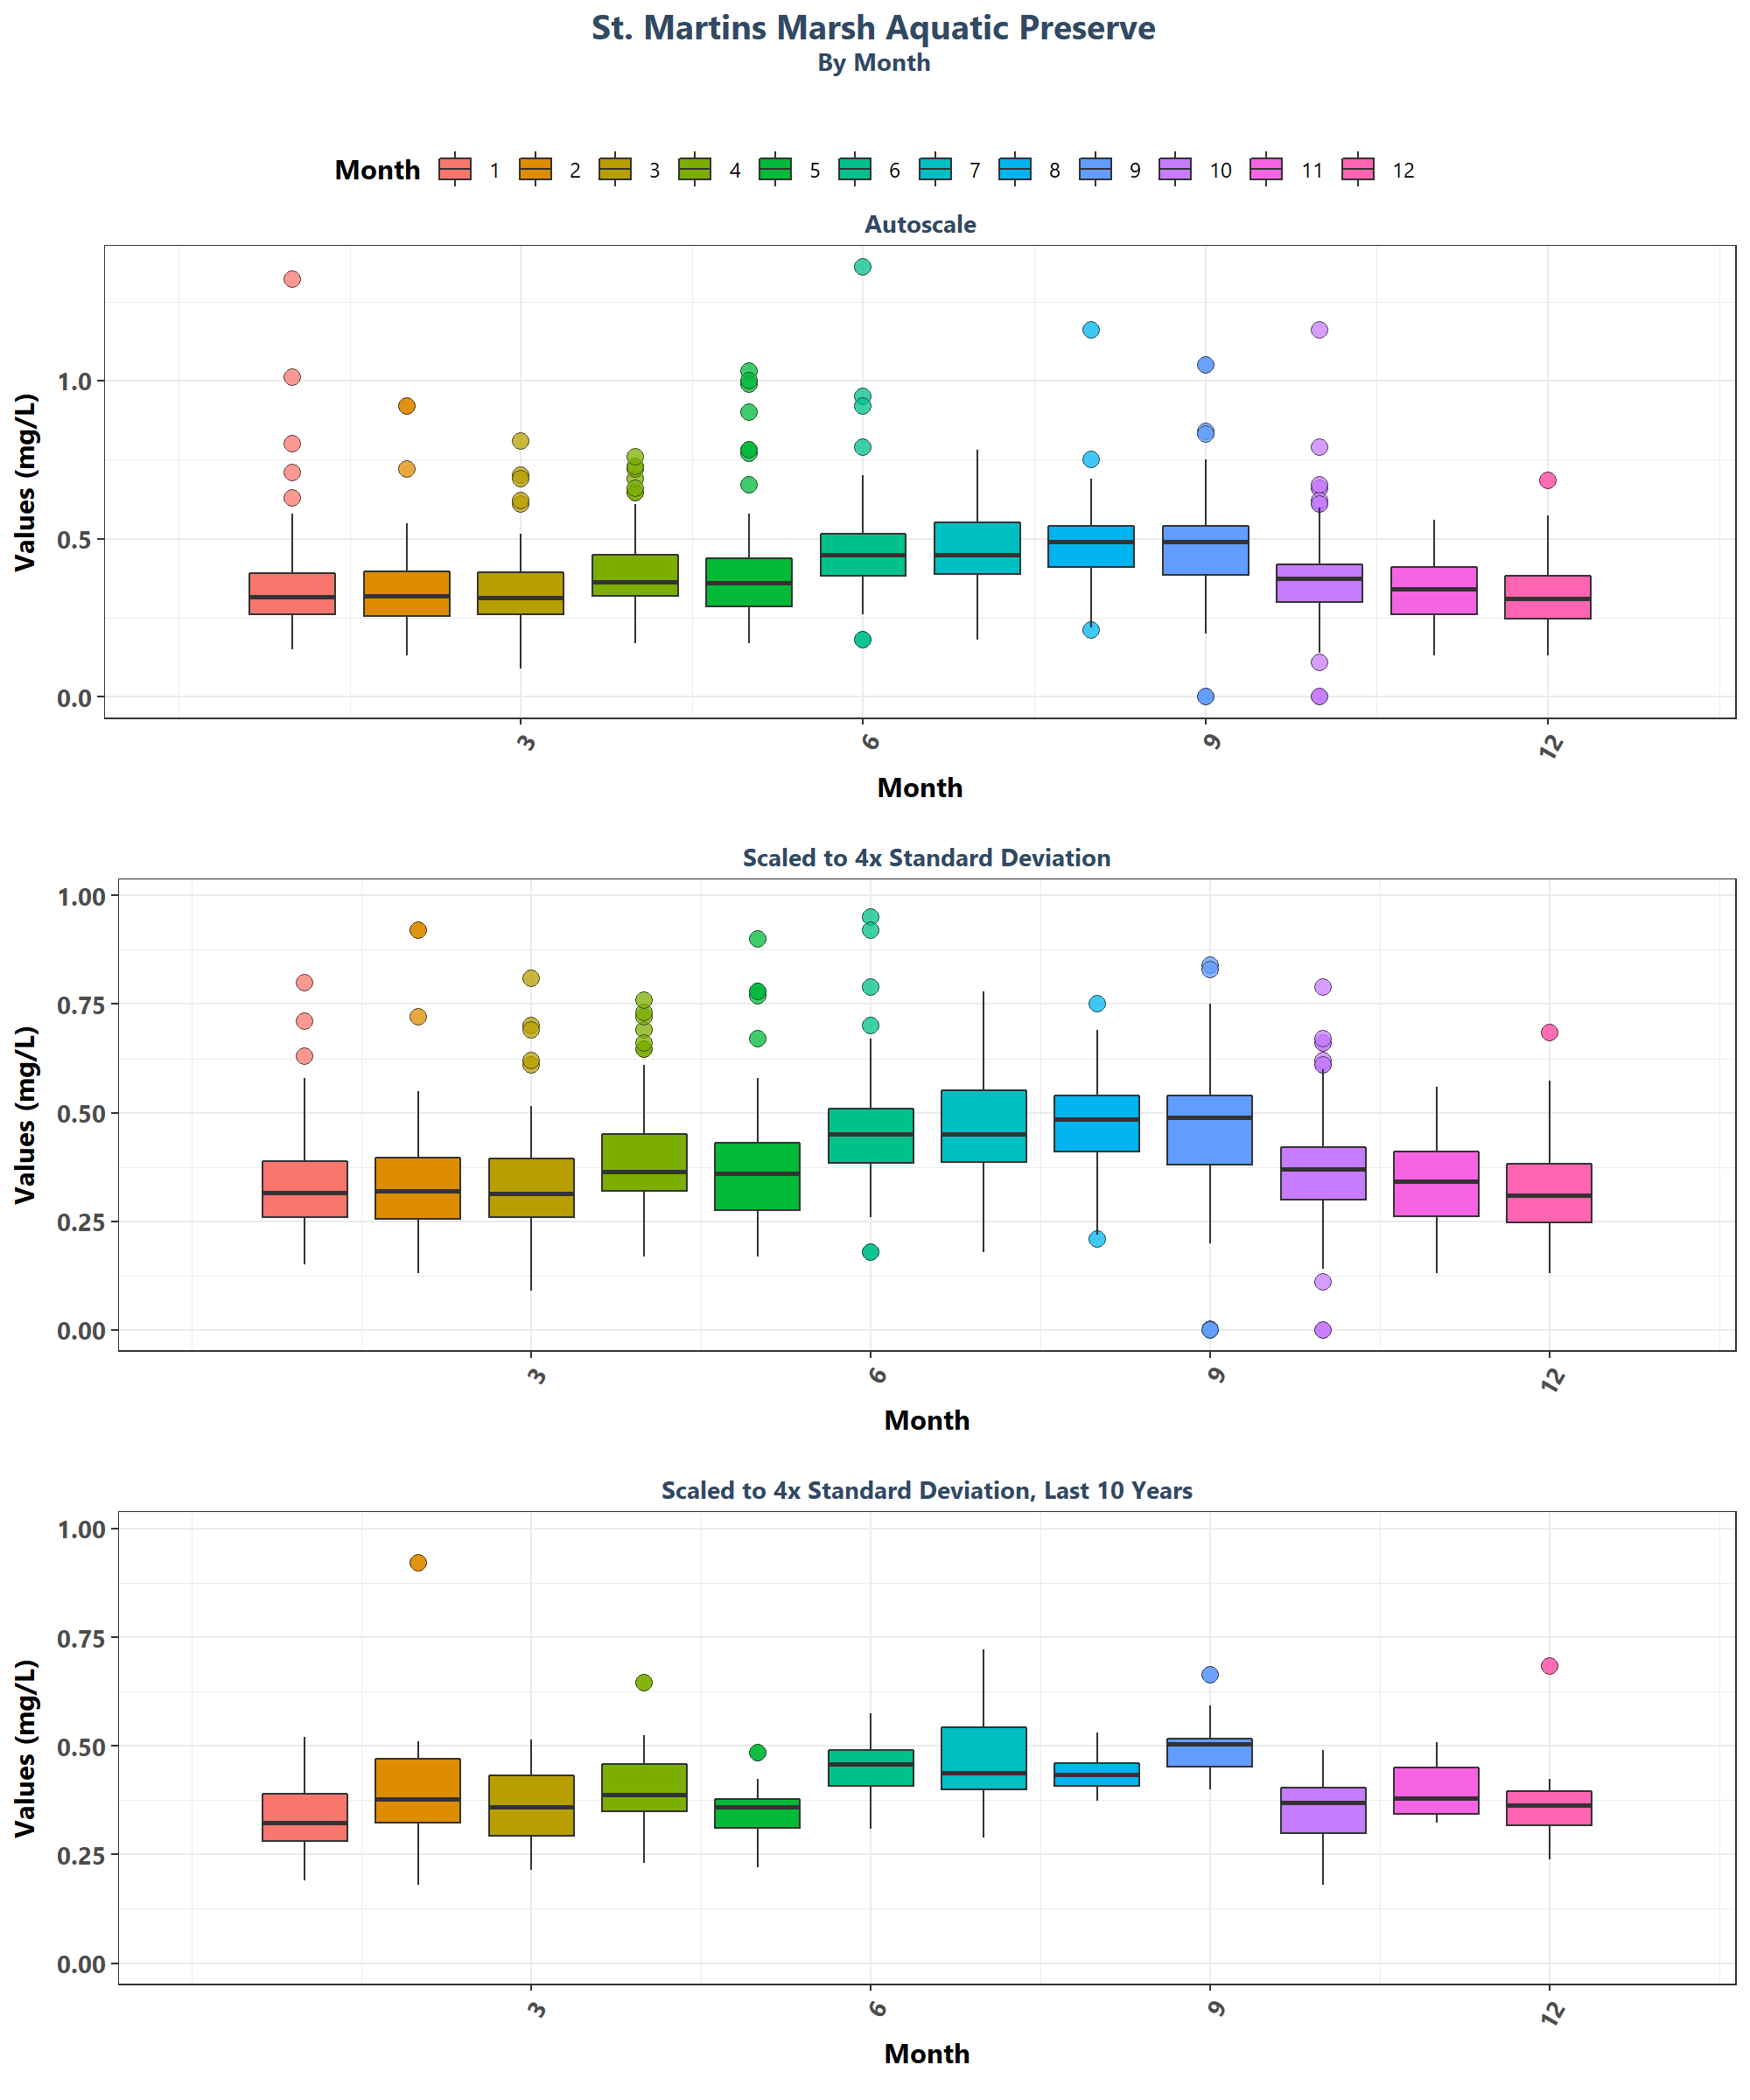 St. Martins Marsh Aquatic Preserve
By Month
Month 1 2 3 4 5 6 7 8 9 10 11 12
Autoscale
Values (mg/L)
1.0
0.5
0.0
3 6 9 12
Month
Scaled to 4x Standard Deviation
Values (mg/L)
1.00
0.75
0.50
0.25
0.00
3 6 9 12
Month
Scaled to 4x Standard Deviation, Last 10 Years
Values (mg/L)
1.00
0.75
0.50
0.25
0.00
3 6 9 12
Month